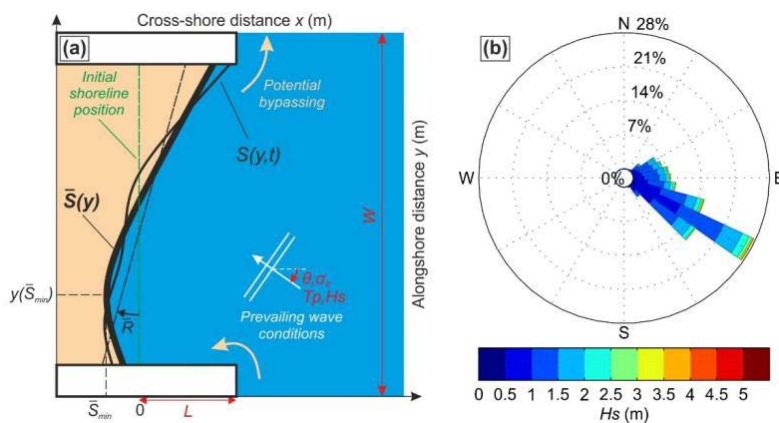 Cross-shore distance x (m)
(a)
Initial
shoreline
position
Potential
bypassing
S(y,t)
S̅(y)
W
Alongshore distance y (m)
θ,σ
Tp,Hs
y(S̅min)
R̅
Prevailing wave
conditions
S̅min
0
L
(b)
N
28%
21%
14%
7%
0%
W
E
S
0 0.5 1 1.5 2 2.5 3 3.5 4 4.5 5
Hs (m)